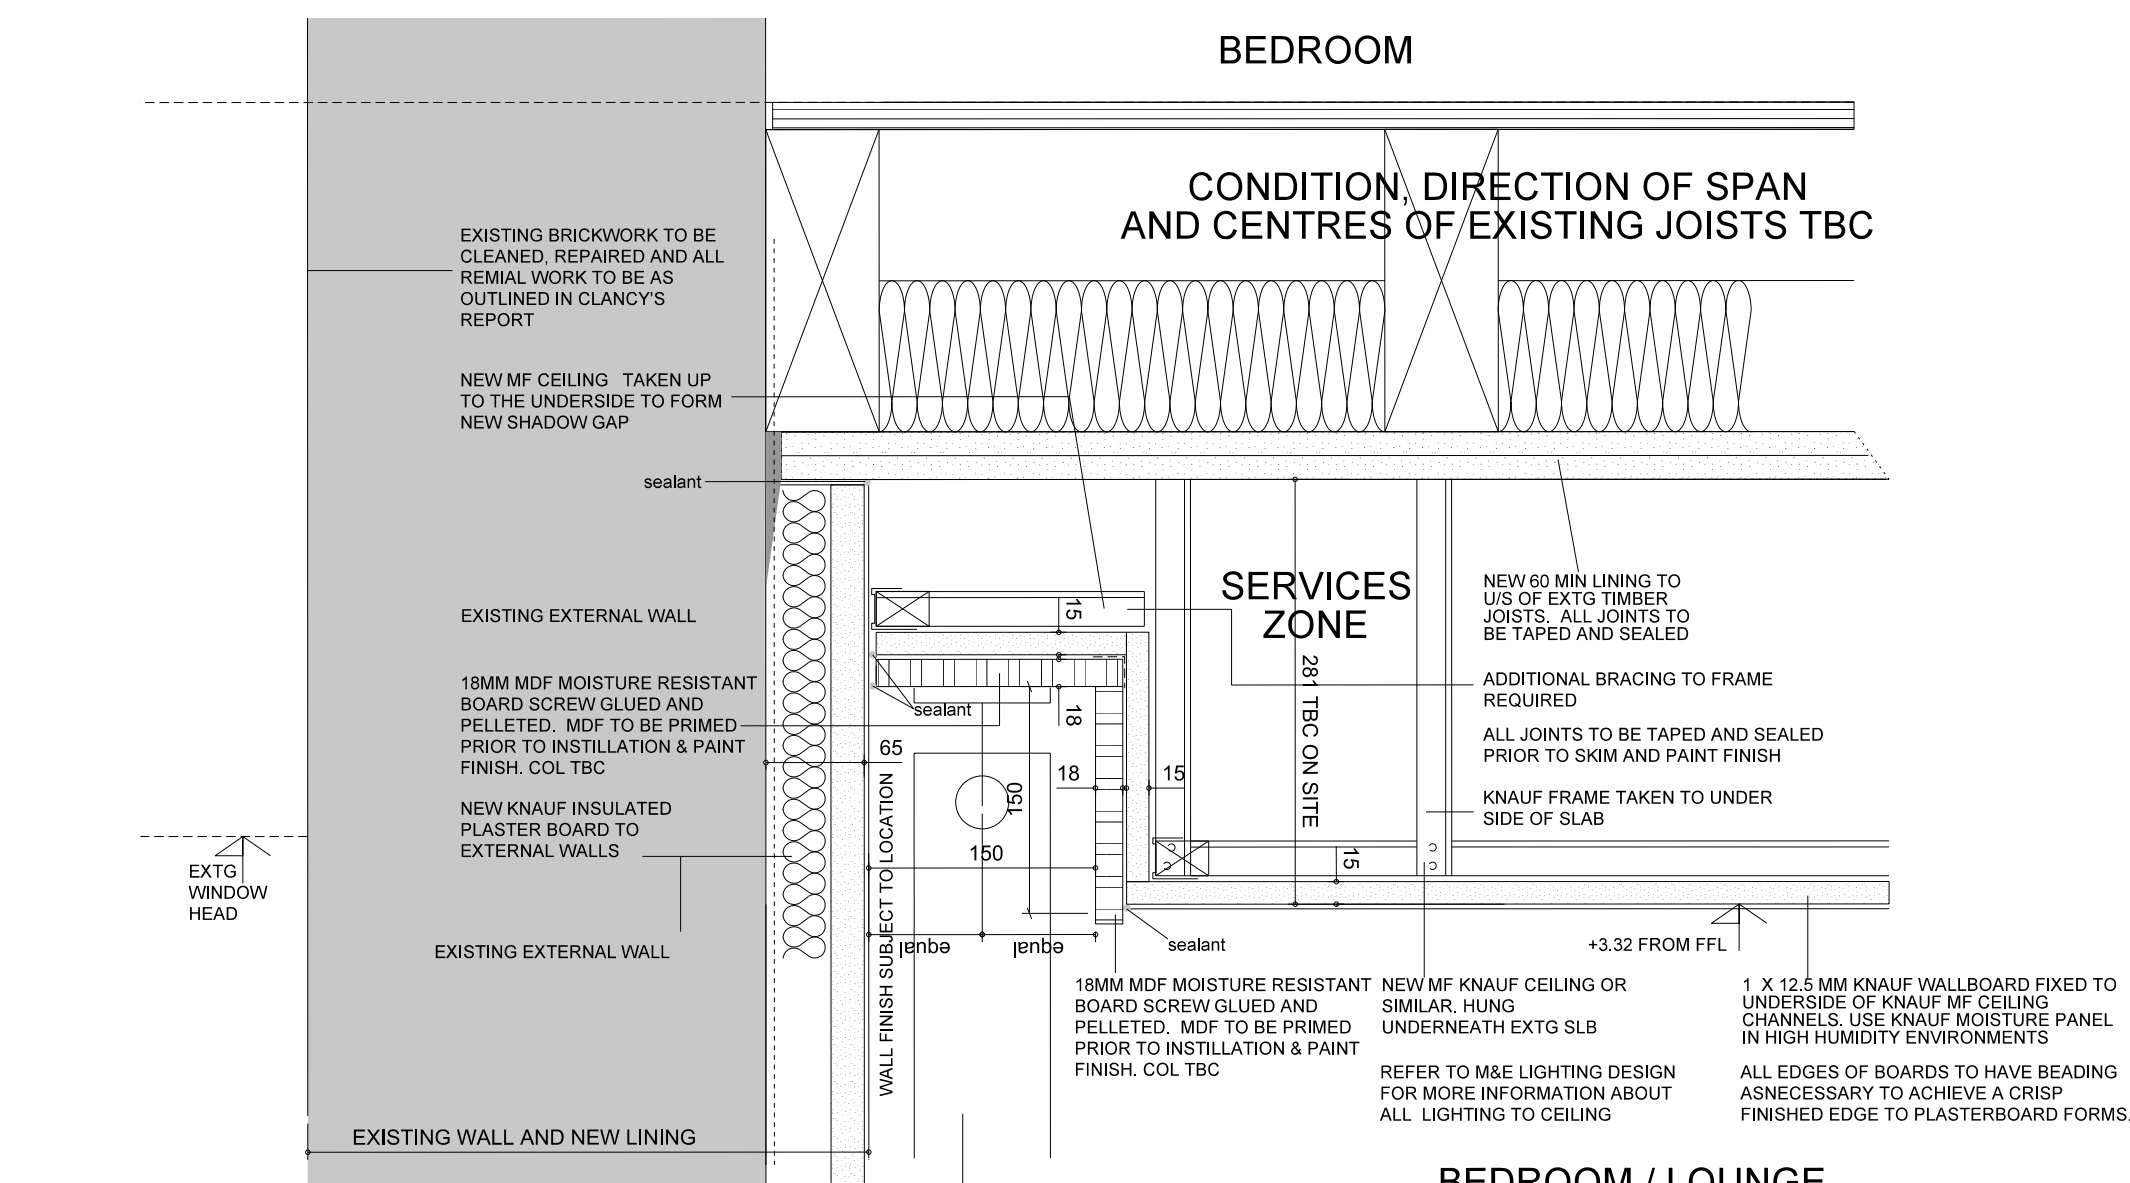 BEDROOM
CONDITION, DIRECTION OF SPAN
AND CENTRES OF EXISTING JOISTS TBC
EXISTING BRICKWORK TO BE
CLEANED, REPAIRED AND ALL
REMIAL WORK TO BE AS
OUTLINED IN CLANCY'S
REPORT
NEW MF CEILING TAKEN UP
TO THE UNDERSIDE TO FORM
NEW SHADOW GAP
sealant
EXISTING EXTERNAL WALL
18MM MDF MOISTURE RESISTANT
BOARD SCREW GLUED AND
PELLETED. MDF TO BE PRIMED
PRIOR TO INSTILLATION & PAINT
FINISH. COL TBC
NEW KNAUF INSULATED
PLASTER BOARD TO
EXTERNAL WALLS
EXTG
WINDOW
HEAD
EXISTING EXTERNAL WALL
EXISTING WALL AND NEW LINING
SERVICES
ZONE
15
sealant
18
65
18
15
150
150
281 TBC ON SITE
15
WALL FINISH SUBJECT TO LOCATION
equal
equal
sealant
NEW 60 MIN LINING TO
U/S OF EXTG TIMBER
JOISTS. ALL JOINTS TO
BE TAPED AND SEALED
ADDITIONAL BRACING TO FRAME
REQUIRED
ALL JOINTS TO BE TAPED AND SEALED
PRIOR TO SKIM AND PAINT FINISH
KNAUF FRAME TAKEN TO UNDER
SIDE OF SLAB
+3.32 FROM FFL
18MM MDF MOISTURE RESISTANT
BOARD SCREW GLUED AND
PELLETED. MDF TO BE PRIMED
PRIOR TO INSTILLATION & PAINT
FINISH. COL TBC
NEW MF KNAUF CEILING OR
SIMILAR. HUNG
UNDERNEATH EXTG SLB
REFER TO M&E LIGHTING DESIGN
FOR MORE INFORMATION ABOUT
ALL LIGHTING TO CEILING
1 X 12.5 MM KNAUF WALLBOARD FIXED TO
UNDERSIDE OF KNAUF MF CEILING
CHANNELS. USE KNAUF MOISTURE PANEL
IN HIGH HUMIDITY ENVIRONMENTS
ALL EDGES OF BOARDS TO HAVE BEADING
ASNECESSARY TO ACHIEVE A CRISP
FINISHED EDGE TO PLASTERBOARD FORMS.
BEDROOM / LOUNGE